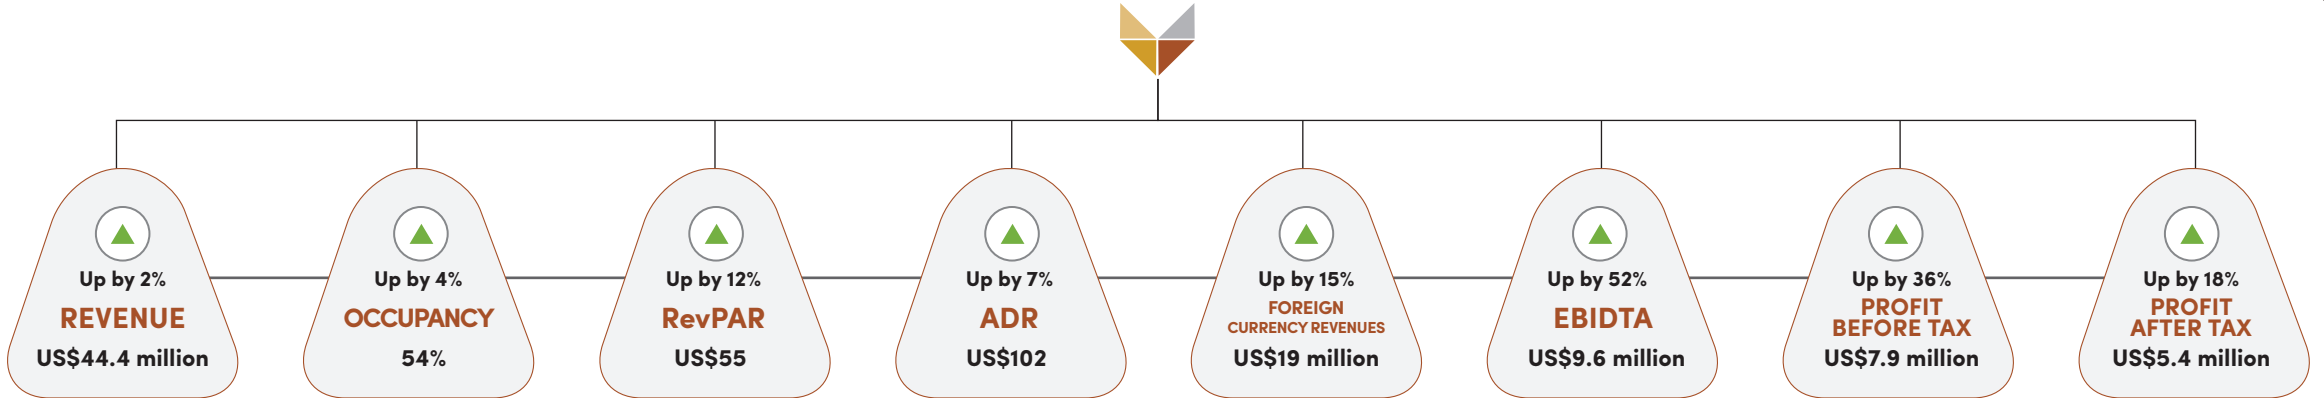 Up by 2%
REVENUE
US$44.4 million
Up by 4%
OCCUPANCY
54%
Up by 12%
RevPAR
US$55
Up by 7%
ADR
US$102
Up by 15%
FOREIGN
CURRENCY REVENUES
US$19 million
Up by 52%
EBIDTA
US$9.6 million
Up by 36%
PROFIT
BEFORE TAX
US$7.9 million
Up by 18%
PROFIT
AFTER TAX
US$5.4 million